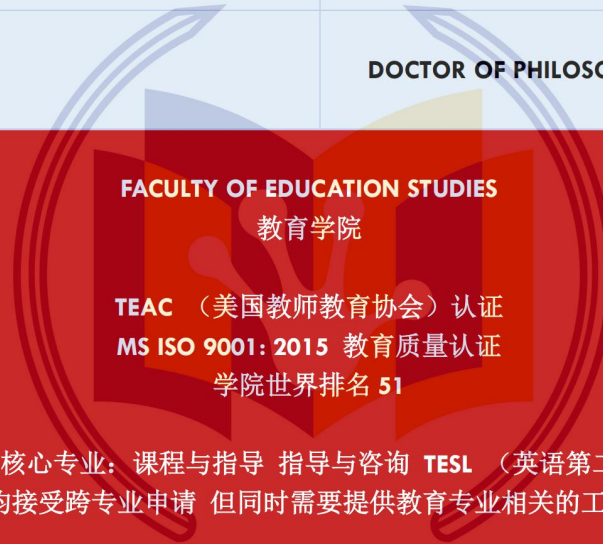 DOCTOR OF PHILOSO
FACULTY OF EDUCATION STUDIES
教育学院
TEAC （美国教师教育协会）认证
MS ISO 9001: 2015 教育质量认证
学院世界排名 51
核心专业：课程与指导 指导与咨询 TESL （英语第二
均接受跨专业申请 但同时需要提供教育专业相关的工